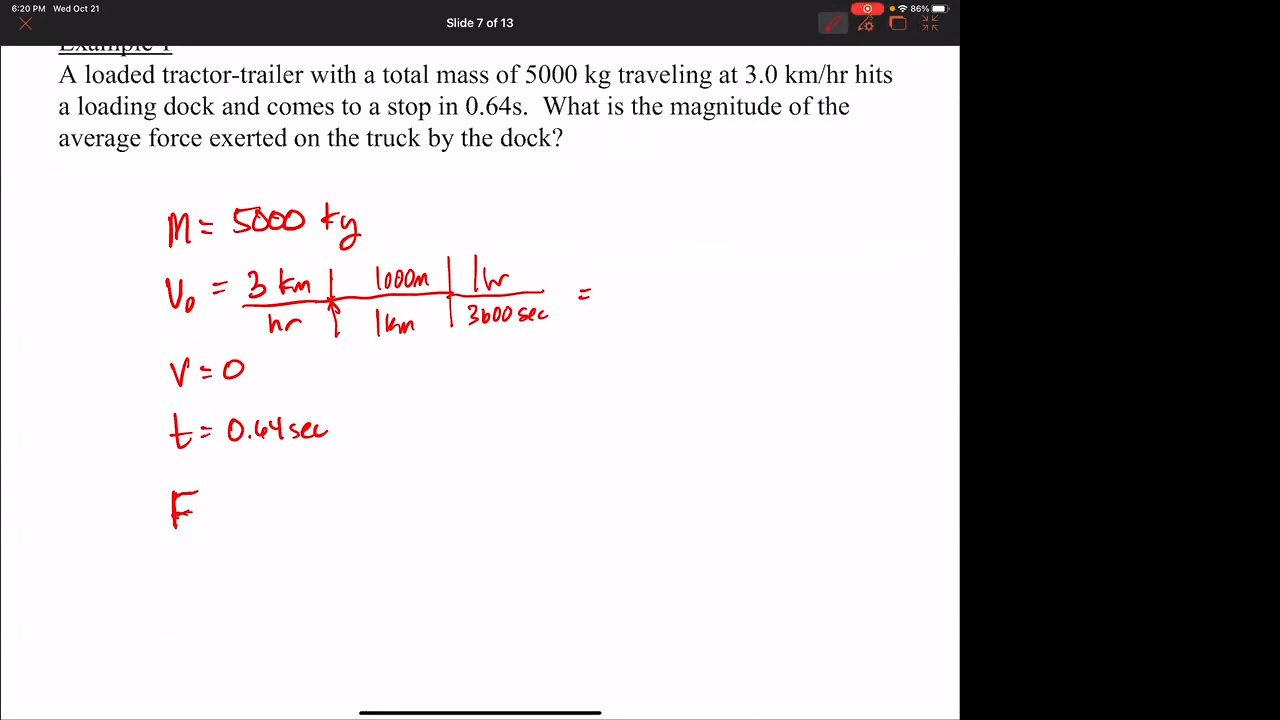 6:20 PM Wed Oct 21
86%
Slide 7 of 13
Example 1
A loaded tractor-trailer with a total mass of 5000 kg traveling at 3.0 km/hr hits
a loading dock and comes to a stop in 0.64s. What is the magnitude of the
average force exerted on the truck by the dock?
M = 5000 kg
V₀ = 3 km | 1000m | 1hr =
hr | 1km | 3600 sec
V = 0
t = 0.64 sec
F